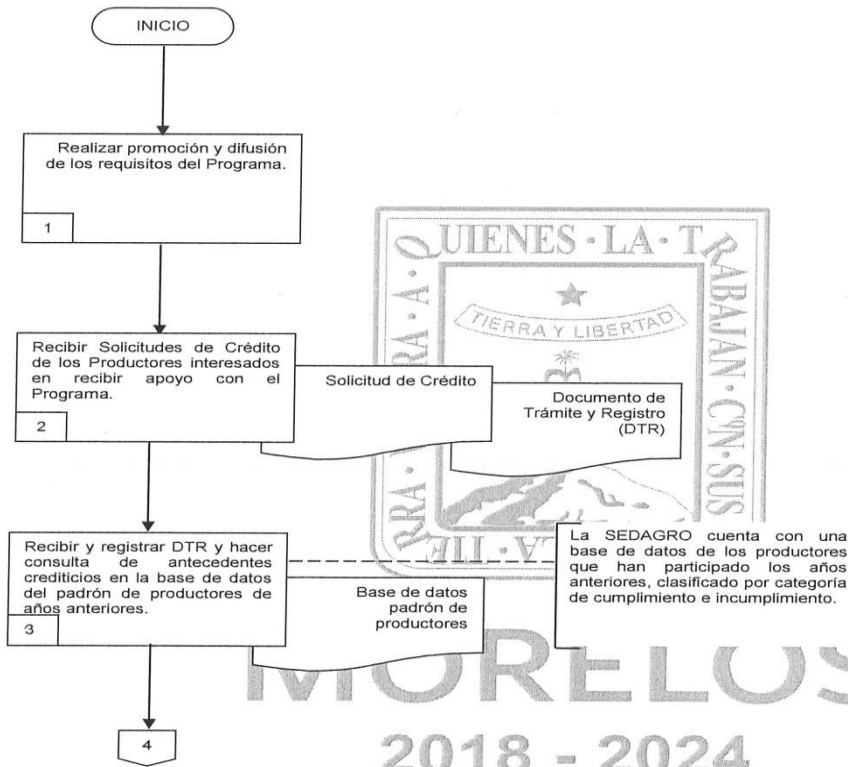 INICIO
Realizar promoción y difusión
de los requisitos del Programa.
1
Recibir Solicitudes de Crédito
de los Productores interesados
en recibir apoyo con el
Programa.
2
Solicitud de Crédito
Documento de
Trámite y Registro
(DTR)
Recibir y registrar DTR y hacer
consulta de antecedentes
crediticios en la base de datos
del padrón de productores de
años anteriores.
3
Base de datos
padrón de
productores
La SEDAGRO cuenta con una
base de datos de los productores
que han participado los años
anteriores, clasificado por categoría
de cumplimiento e incumplimiento.
4
QUIENES · LA · TRABAJAN · CON · SUS
TIERRA Y LIBERTAD
MORELOS
2018 - 2024